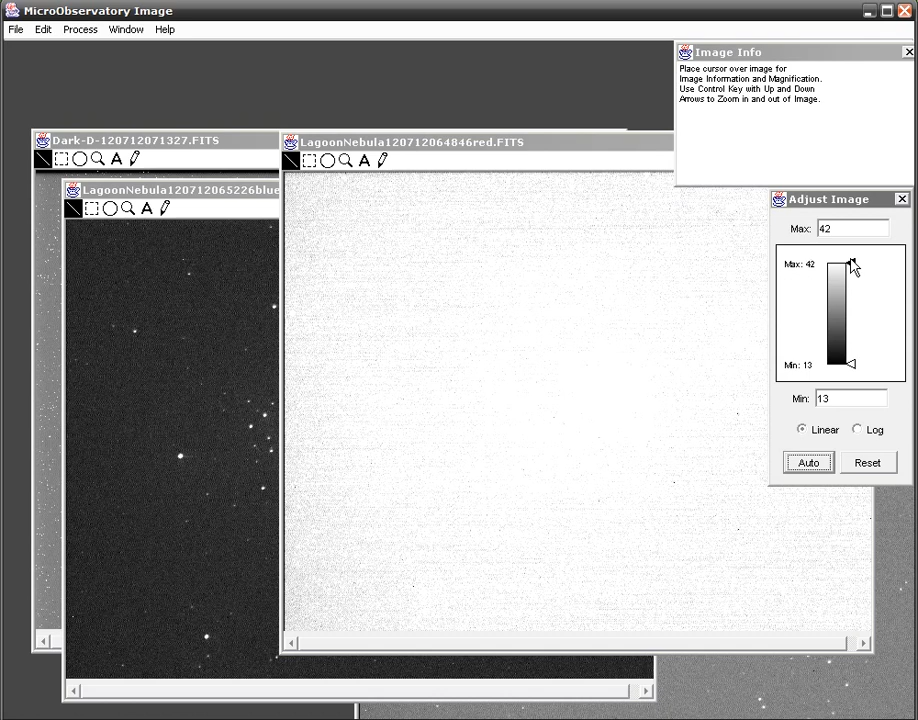 MicroObservatory Image
File Edit Process Window Help
Image Info
Place cursor over image for
Image Information and Magnification.
Use Control Key with Up and Down
Arrows to Zoom in and out of Image.
Dark-D-120712071327.FITS
A
LagoonNebula120712065226blue
A
LagoonNebula120712064846red.FITS
A
Adjust Image
Max: 42
Max: 42
Min: 13
Min: 13
Linear Log
Auto Reset